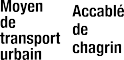 Moyen
de
transport
urbain
Accablé
de
chagrin